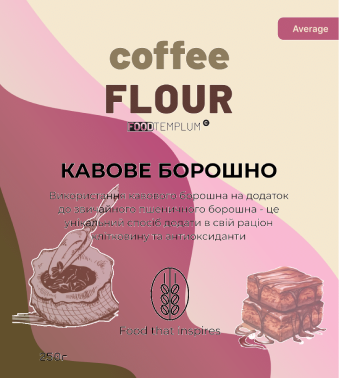 Average
coffee
FLOUR
FOODTEMPLUM
КАВОВЕ БОРОШНО
Використання кавового борошна на додаток
до звичайного пшеничного борошна - це
унікальний спосіб додати в свій раціон
клітковину та антиоксиданти
Food that inspires
250г